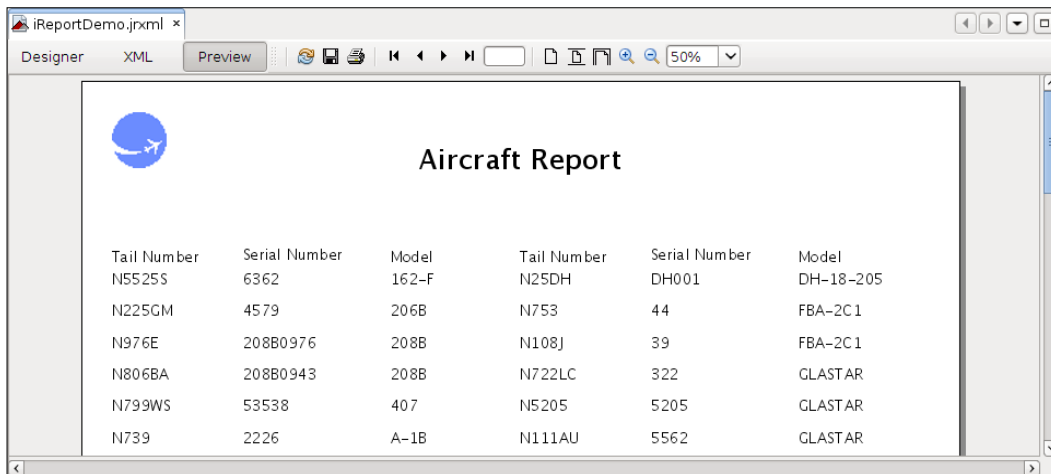 iReportDemo.jrxml ×
Designer XML Preview 50%
Aircraft Report
Tail Number Serial Number Model Tail Number Serial Number Model
N5525S 6362 162-F N25DH DH001 DH-18-205
N225GM 4579 206B N753 44 FBA-2C1
N976E 208B0976 208B N108J 39 FBA-2C1
N806BA 208B0943 208B N722LC 322 GLASTAR
N799WS 53538 407 N5205 5205 GLASTAR
N739 2226 A-1B N111AU 5562 GLASTAR